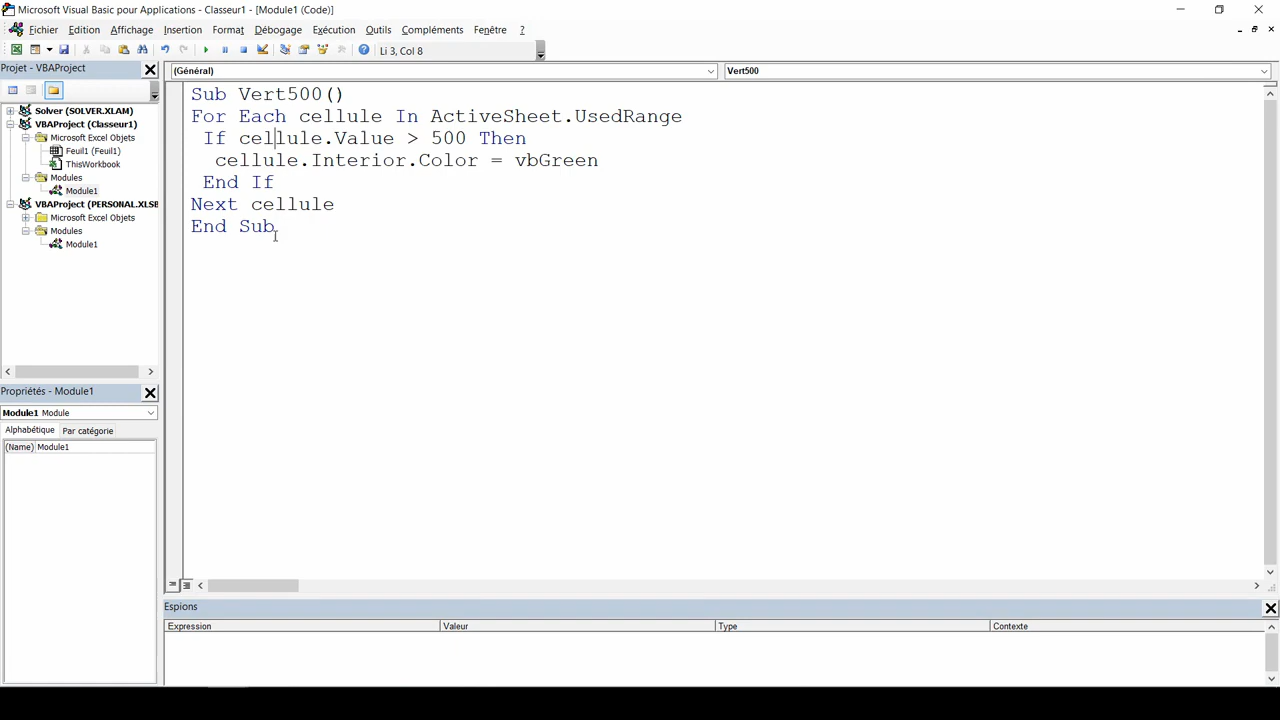 Microsoft Visual Basic pour Applications - Classeur1 - [Module1 (Code)]
Fichier Edition Affichage Insertion Format Débogage Exécution Outils Compléments Fenêtre ?
Li 3, Col 8
Projet - VBAProject
Solver (SOLVER.XLAM)
VBAProject (Classeur1)
Microsoft Excel Objets
Feuil1 (Feuil1)
ThisWorkbook
Modules
Module1
VBAProject (PERSONAL.XLSB
Microsoft Excel Objets
Modules
Module1
Propriétés - Module1
Module1 Module
Alphabétique Par catégorie
(Name) Module1
(Général) Vert500
Sub Vert500()
For Each cellule In ActiveSheet.UsedRange
If cellule.Value > 500 Then
cellule.Interior.Color = vbGreen
End If
Next cellule
End Sub
Espions
Expression Valeur Type Contexte